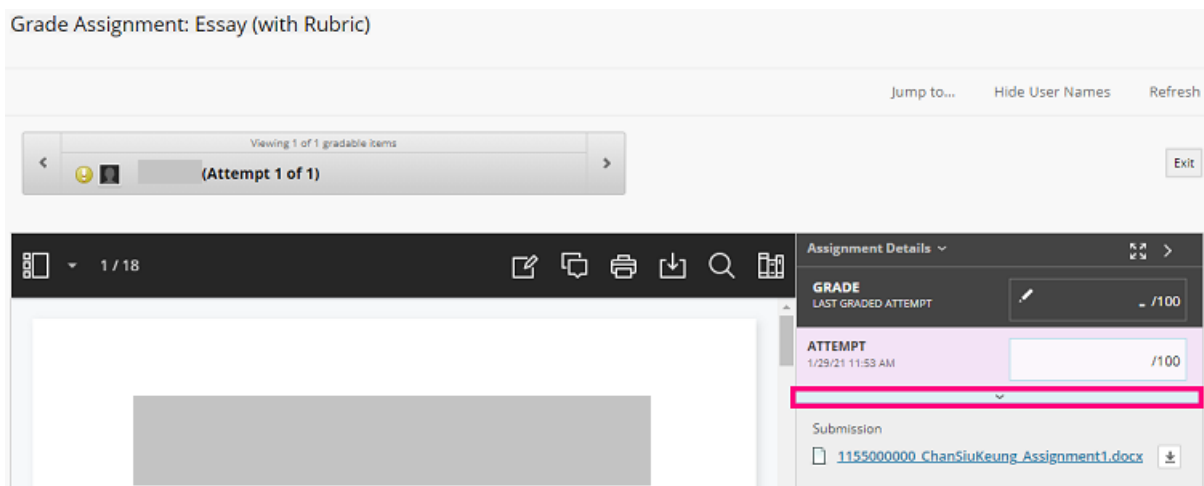 Grade Assignment: Essay (with Rubric)
Jump to... Hide User Names Refresh
Viewing 1 of 1 gradable items
(Attempt 1 of 1)
Exit
1 / 18
Assignment Details
GRADE
LAST GRADED ATTEMPT
- /100
ATTEMPT
1/29/21 11:53 AM
/100
Submission
1155000000_ChanSiuKeung_Assignment1.docx